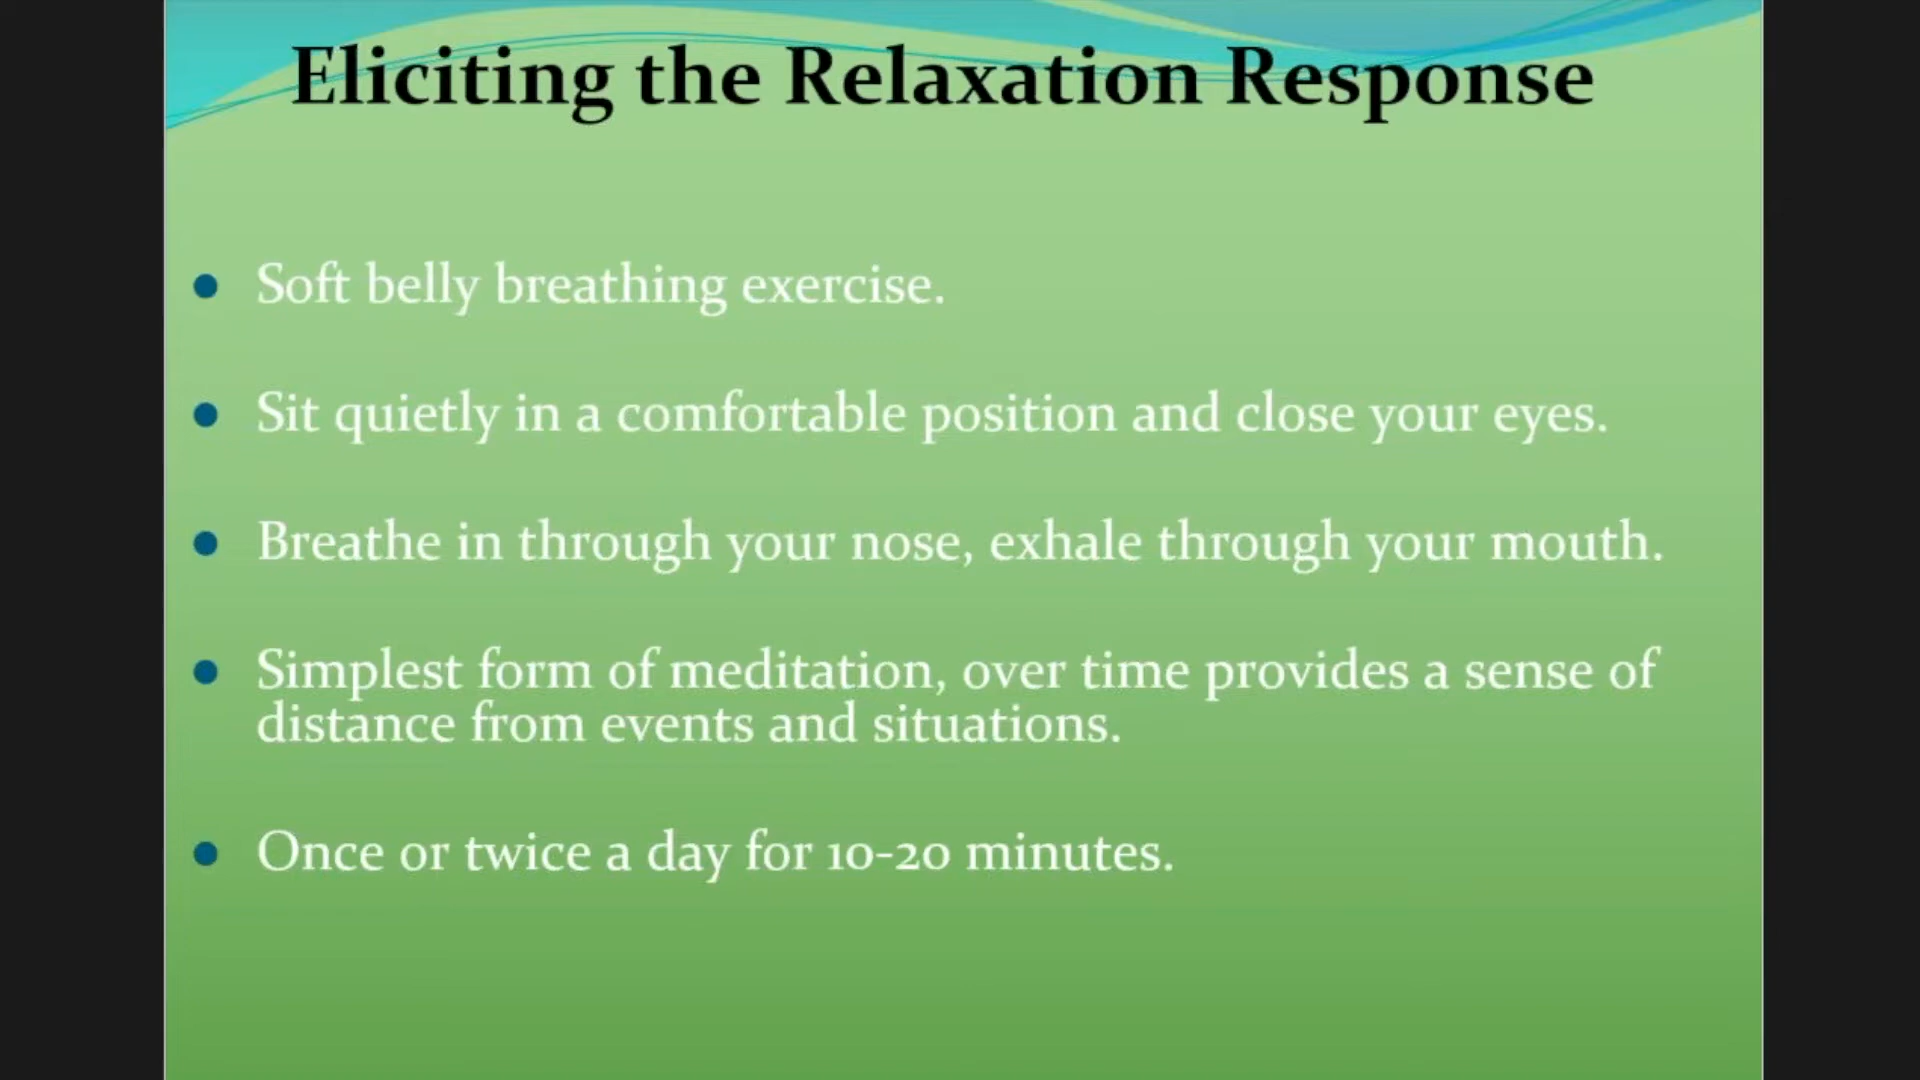 Eliciting the Relaxation Response
• Soft belly breathing exercise.
• Sit quietly in a comfortable position and close your eyes.
• Breathe in through your nose, exhale through your mouth.
• Simplest form of meditation, over time provides a sense of
distance from events and situations.
• Once or twice a day for 10-20 minutes.